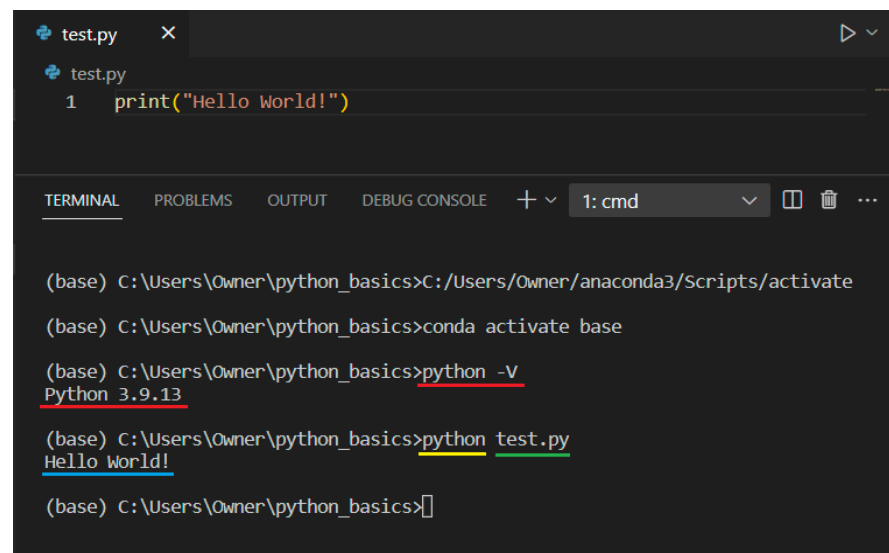 test.py
test.py
1 print("Hello World!")
TERMINAL PROBLEMS OUTPUT DEBUG CONSOLE 1: cmd
(base) C:\Users\Owner\python_basics>C:/Users/Owner/anaconda3/Scripts/activate
(base) C:\Users\Owner\python_basics>conda activate base
(base) C:\Users\Owner\python_basics>python -V
Python 3.9.13
(base) C:\Users\Owner\python_basics>python test.py
Hello World!
(base) C:\Users\Owner\python_basics>